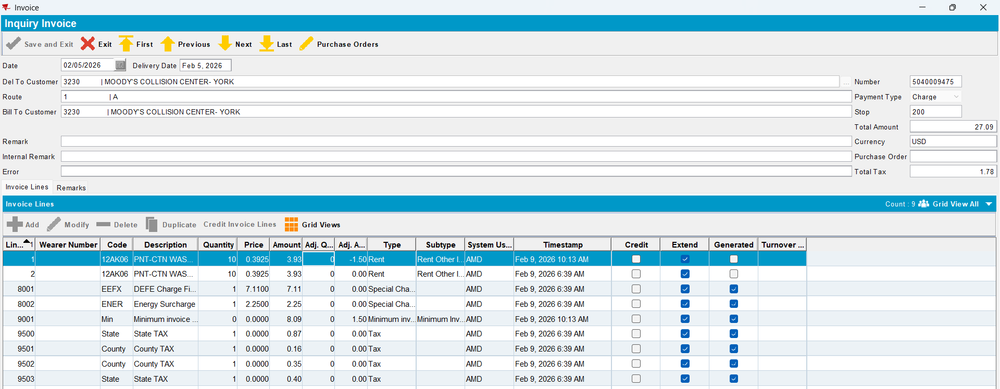 Invoice
Inquiry Invoice
Save and Exit Exit First Previous Next Last Purchase Orders
Date 02/05/2026 Delivery Date Feb 5, 2026
Del To Customer 3230 | MOODY'S COLLISION CENTER- YORK ... Number 5040009475
Route 1 | A Payment Type Charge
Bill To Customer 3230 | MOODY'S COLLISION CENTER- YORK Stop 200
Total Amount 27.09
Remark Currency USD
Internal Remark Purchase Order
Error Total Tax 1.78
Invoice Lines Remarks
Invoice Lines Count : 9 Grid View All
Add Modify Delete Duplicate Credit Invoice Lines Grid Views
Lin... 1 Wearer Number Code Description Quantity Price Amount Adj. Q... Adj. A... Type Subtype System Us... Timestamp Credit Extend Generated Turnover ...
1 12AK06 PNT-CTN WAS... 10 0.3925 3.93 0 -1.50 Rent Rent Other I... AMD Feb 9, 2026 10:13 AM
2 12AK06 PNT-CTN WAS... 10 0.3925 3.93 0 0.00 Rent Rent Other I... AMD Feb 9, 2026 6:39 AM
8001 EEFX DEFE Charge Fi... 1 7.1100 7.11 0 0.00 Special Cha... AMD Feb 9, 2026 6:39 AM
8002 ENER Energy Surcharge 1 2.2500 2.25 0 0.00 Special Cha... AMD Feb 9, 2026 6:39 AM
9001 Min Minimum invoice ... 0 0.0000 8.09 0 1.50 Minimum inv... Minimum Inv... AMD Feb 9, 2026 10:13 AM
9500 State State TAX 1 0.0000 0.87 0 0.00 Tax AMD Feb 9, 2026 6:39 AM
9501 County County TAX 1 0.0000 0.16 0 0.00 Tax AMD Feb 9, 2026 6:39 AM
9502 County County TAX 1 0.0000 0.35 0 0.00 Tax AMD Feb 9, 2026 6:39 AM
9503 State State TAX 1 0.0000 0.40 0 0.00 Tax AMD Feb 9, 2026 6:39 AM